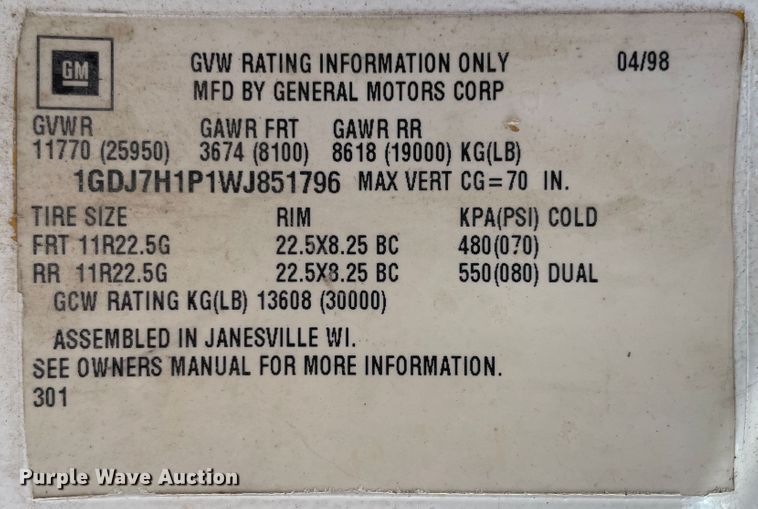 GM
GVW RATING INFORMATION ONLY 04/98
MFD BY GENERAL MOTORS CORP
GVWR GAWR FRT GAWR RR
11770 (25950) 3674 (8100) 8618 (19000) KG(LB)
1GDJ7H1P1WJ851796 MAX VERT CG=70 IN.
TIRE SIZE RIM KPA(PSI) COLD
FRT 11R22.5G 22.5X8.25 BC 480(070)
RR 11R22.5G 22.5X8.25 BC 550(080) DUAL
GCW RATING KG(LB) 13608 (30000)
ASSEMBLED IN JANESVILLE WI.
SEE OWNERS MANUAL FOR MORE INFORMATION.
301
Purple Wave Auction